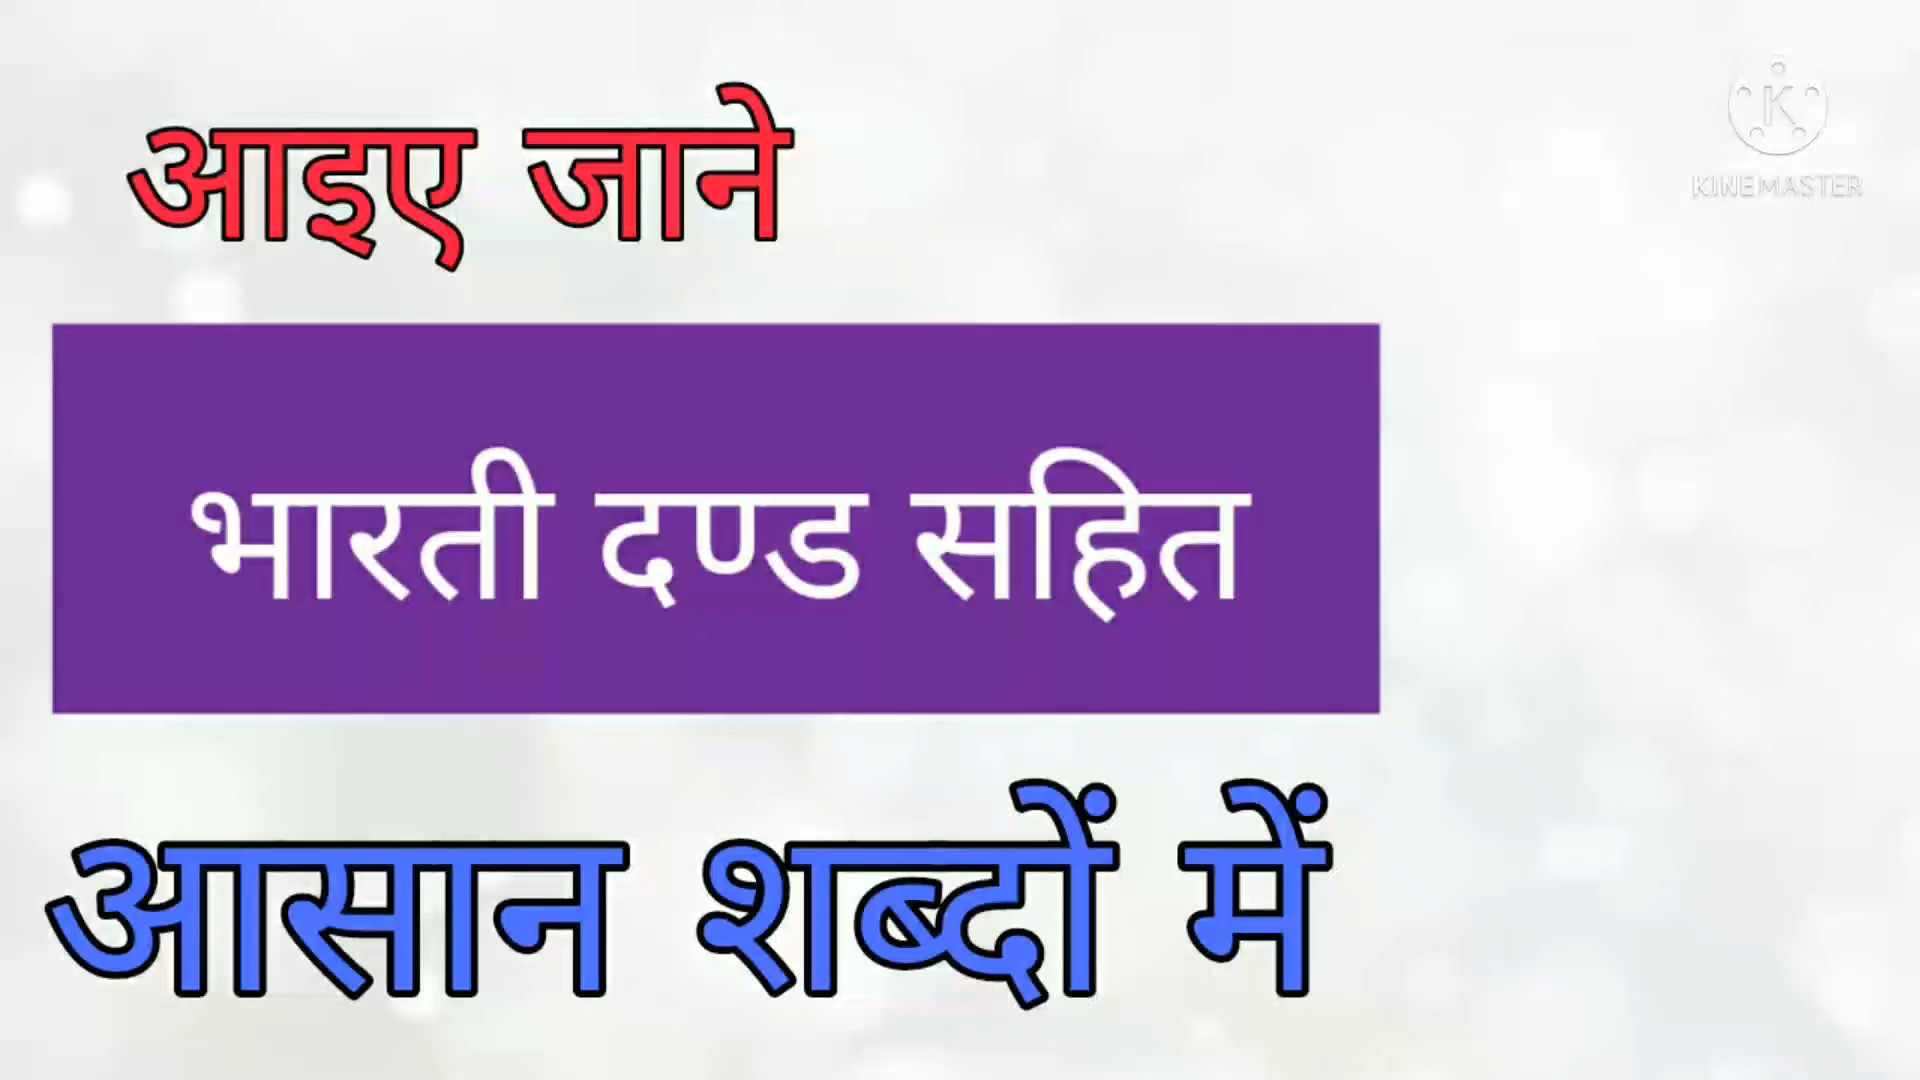 आइए जाने
KINEMASTER
भारती दण्ड सहित
आसान शब्दों में